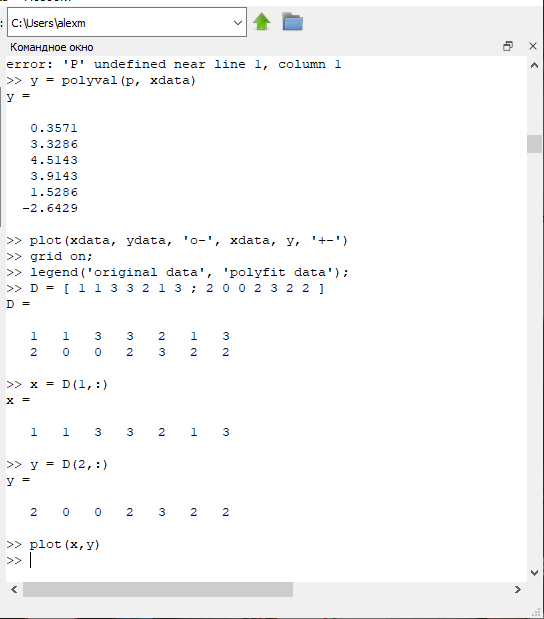 C:\Users\alexm
Командное окно
error: 'P' undefined near line 1, column 1
>> y = polyval(p, xdata)
y =
0.3571
3.3286
4.5143
3.9143
1.5286
-2.6429
>> plot(xdata, ydata, 'o-', xdata, y, '+-')
>> grid on;
>> legend('original data', 'polyfit data');
>> D = [ 1 1 3 3 2 1 3 ; 2 0 0 2 3 2 2 ]
D =
1 1 3 3 2 1 3
2 0 0 2 3 2 2
>> x = D(1,:)
x =
1 1 3 3 2 1 3
>> y = D(2,:)
y =
2 0 0 2 3 2 2
>> plot(x,y)
>>